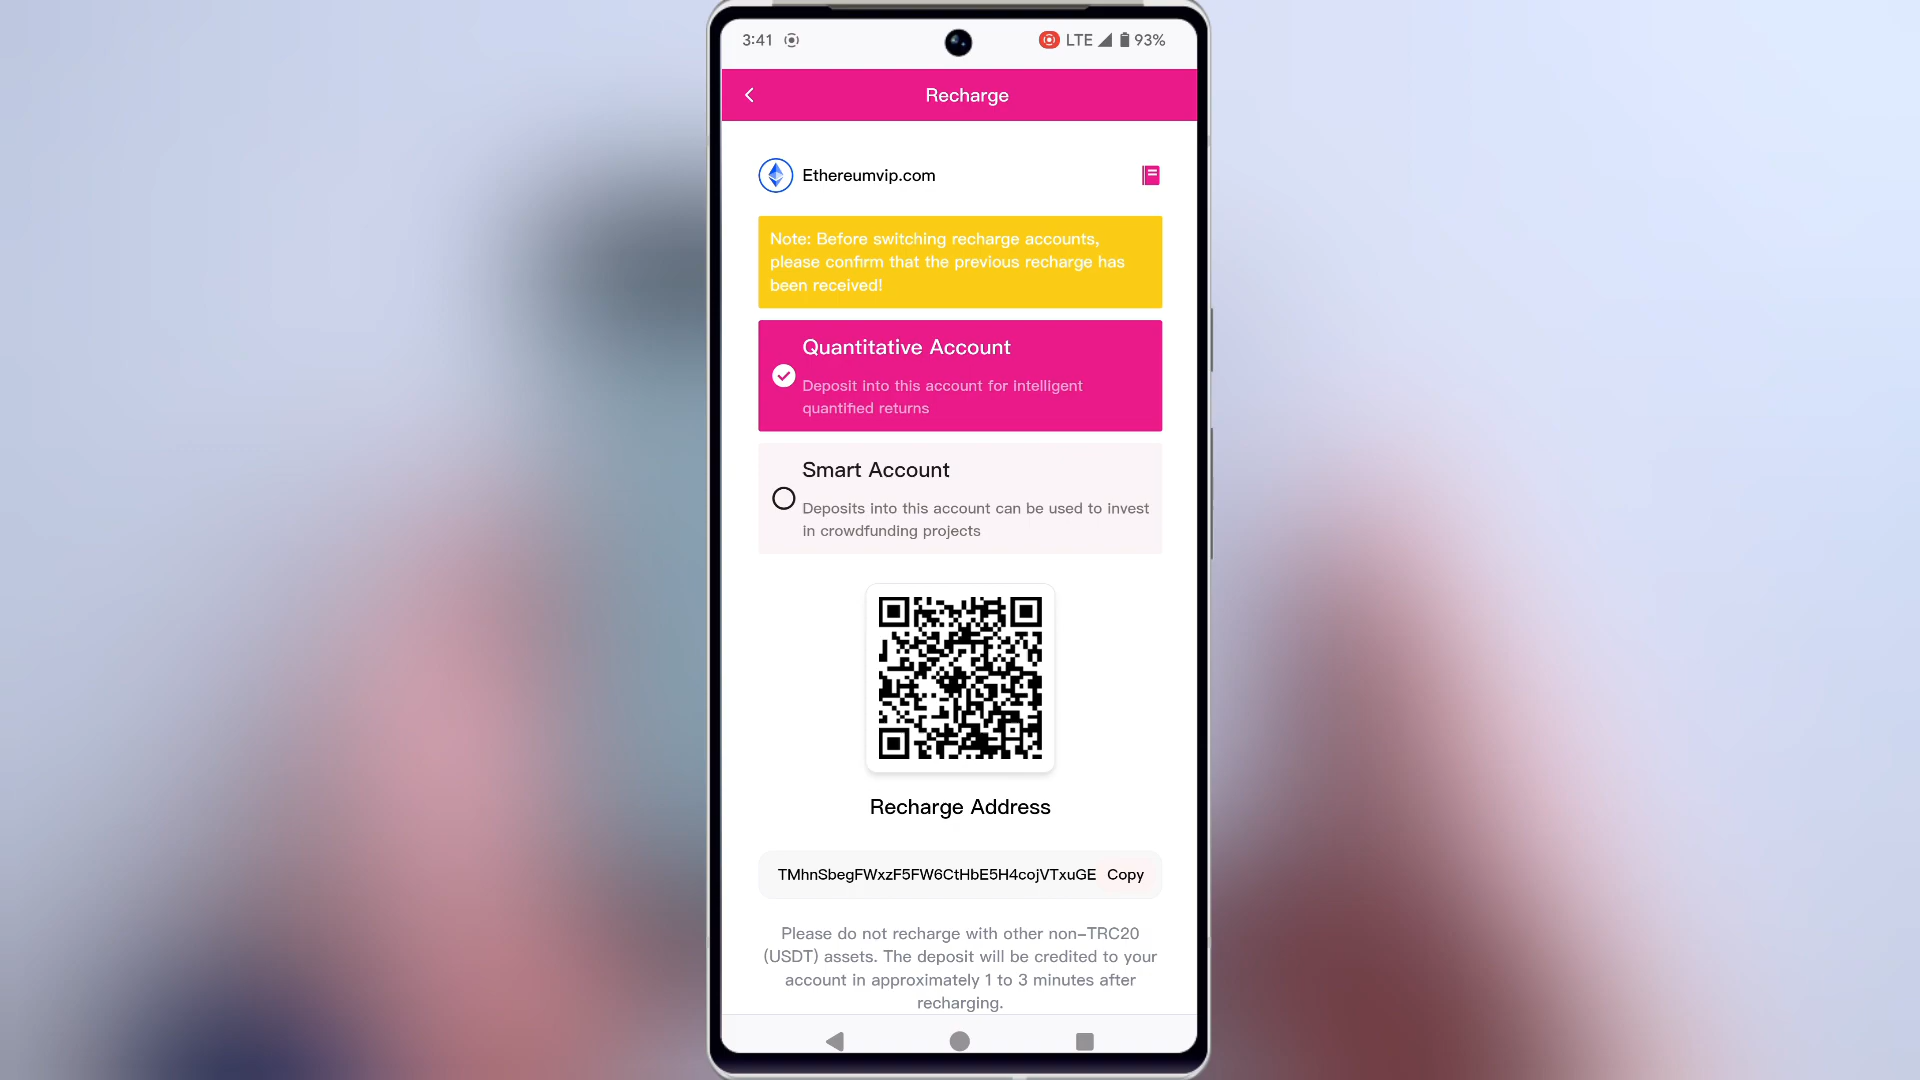 3:41 LTE 93%
Recharge
Ethereumvip.com
Note: Before switching recharge accounts,
please confirm that the previous recharge has
been received!
Quantitative Account
Deposit into this account for intelligent
quantified returns
Smart Account
Deposits into this account can be used to invest
in crowdfunding projects
Recharge Address
TMhnSbegFWxzF5FW6CtHbE5H4cojVTxuGE Copy
Please do not recharge with other non-TRC20
(USDT) assets. The deposit will be credited to your
account in approximately 1 to 3 minutes after
recharging.